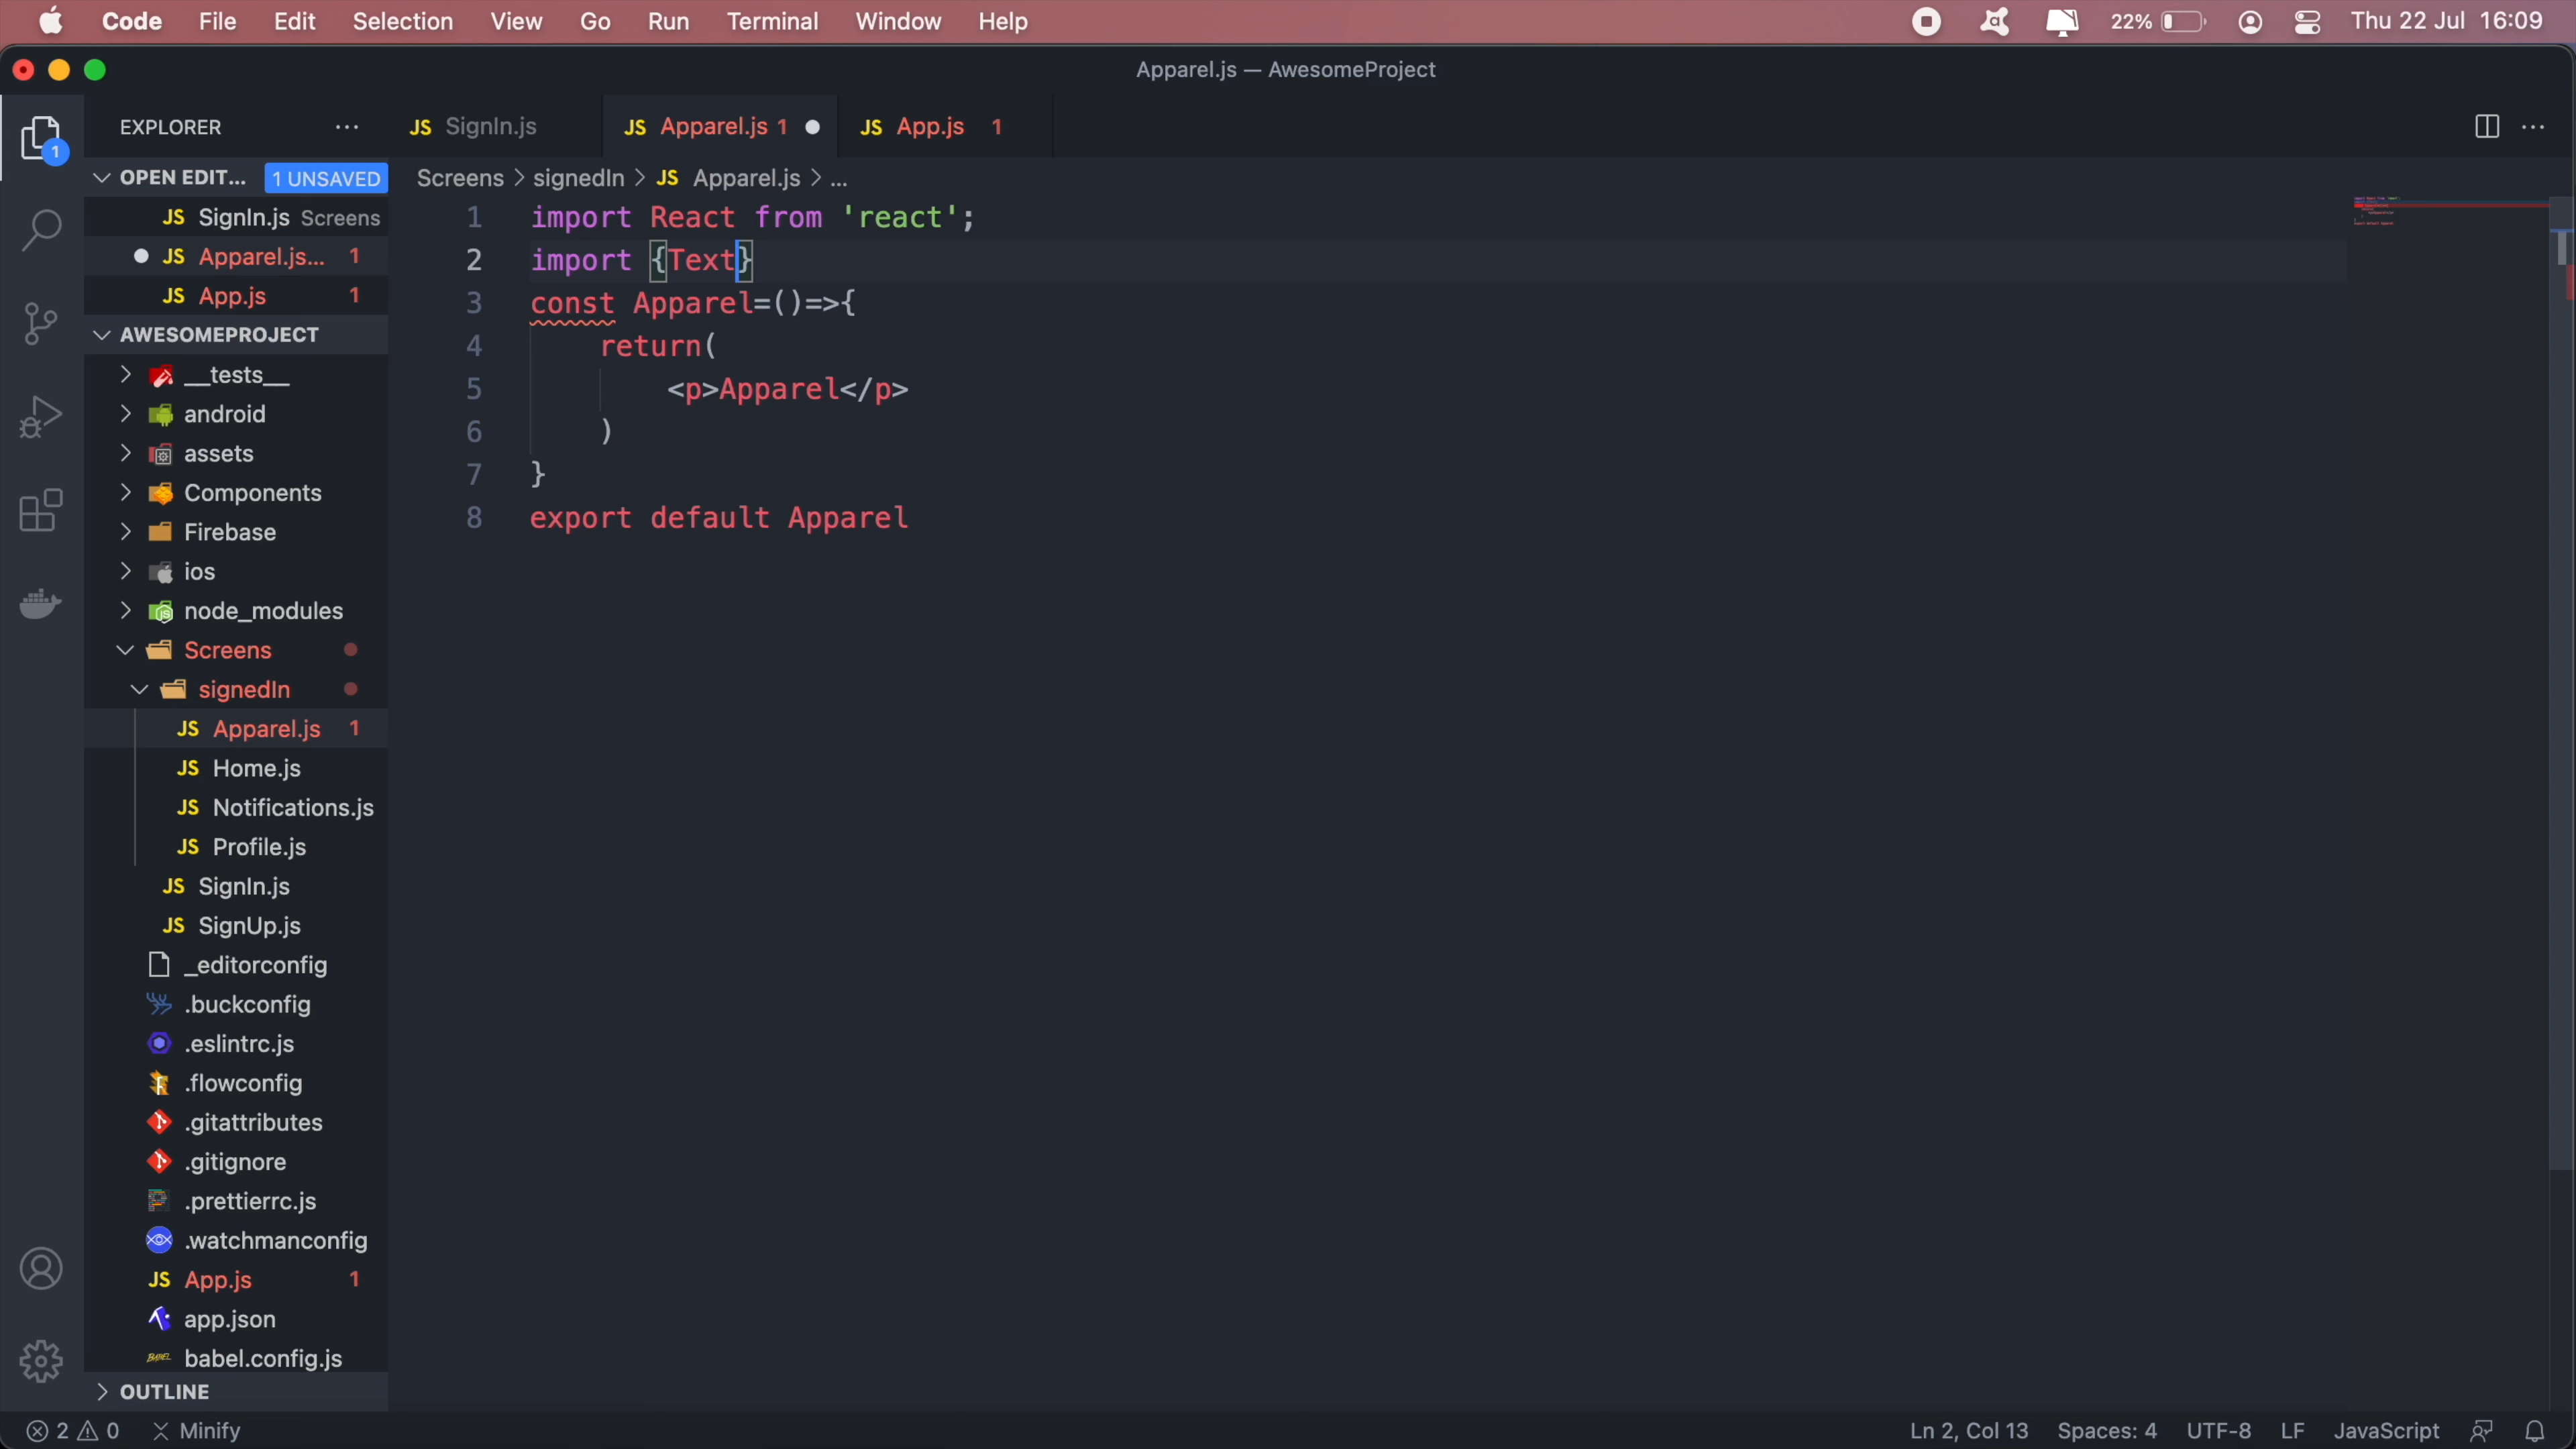 Code File Edit Selection View Go Run Terminal Window Help 22% Thu 22 Jul 16:09
Apparel.js — AwesomeProject
EXPLORER ... JS SignIn.js JS Apparel.js 1 JS App.js 1 ...
1
OPEN EDIT... 1 UNSAVED Screens > signedIn > JS Apparel.js > ...
JS SignIn.js Screens
JS Apparel.js... 1
JS App.js 1
AWESOMEPROJECT
__tests__
android
assets
Components
Firebase
ios
node_modules
Screens
signedIn
JS Apparel.js 1
JS Home.js
JS Notifications.js
JS Profile.js
JS SignIn.js
JS SignUp.js
_editorconfig
.buckconfig
.eslintrc.js
.flowconfig
.gitattributes
.gitignore
.prettierrc.js
.watchmanconfig
JS App.js 1
app.json
BABEL babel.config.js
OUTLINE
1 import React from 'react';
2 import {Text}
3 const Apparel=()=>{
4 return(
5 <p>Apparel</p>
6 )
7 }
8 export default Apparel
2 0 Minify Ln 2, Col 13 Spaces: 4 UTF-8 LF JavaScript